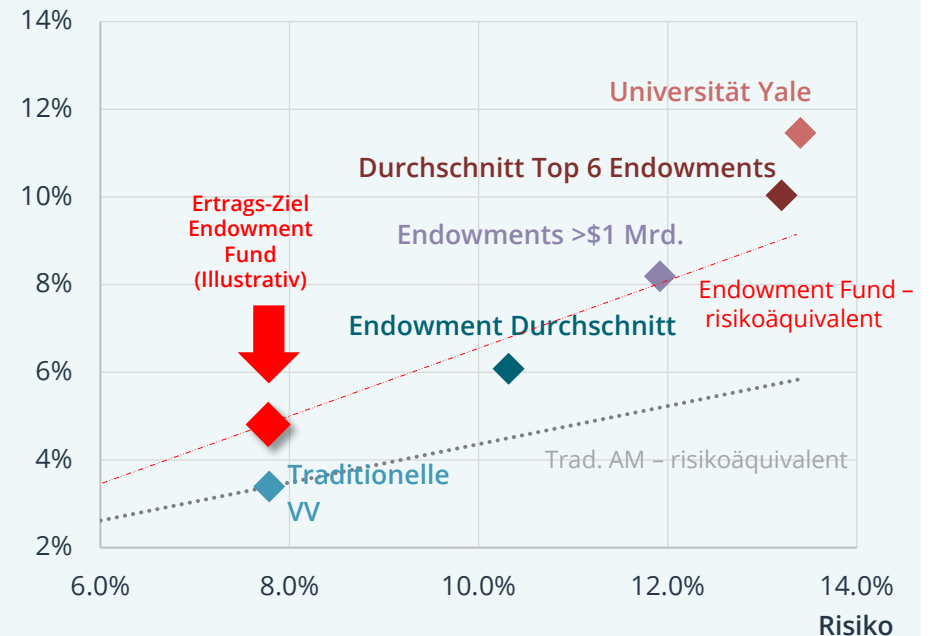 14%
12%
10%
8%
6%
4%
2%
Universität Yale
Durchschnitt Top 6 Endowments
Ertrags-Ziel
Endowment
Fund
(Illustrativ)
Endowments >$1 Mrd.
Endowment Fund –
risikoäquivalent
Endowment Durchschnitt
Trad. AM – risikoäquivalent
Traditionelle
VV
6.0%
8.0%
10.0%
12.0%
14.0%
Risiko